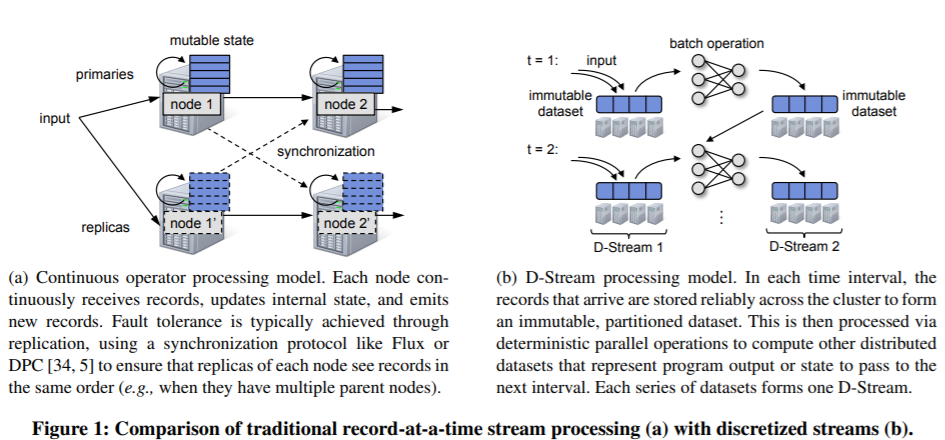 mutable state
primaries
node 1
node 2
input
synchronization
replicas
node 1'
node 2'
(a) Continuous operator processing model. Each node con-
tinuously receives records, updates internal state, and emits
new records. Fault tolerance is typically achieved through
replication, using a synchronization protocol like Flux or
DPC [34, 5] to ensure that replicas of each node see records in
the same order (e.g., when they have multiple parent nodes).
batch operation
t = 1:
input
immutable
dataset
immutable
dataset
t = 2:
⋮
D-Stream 1
D-Stream 2
(b) D-Stream processing model. In each time interval, the
records that arrive are stored reliably across the cluster to form
an immutable, partitioned dataset. This is then processed via
deterministic parallel operations to compute other distributed
datasets that represent program output or state to pass to the
next interval. Each series of datasets forms one D-Stream.
Figure 1: Comparison of traditional record-at-a-time stream processing (a) with discretized streams (b).